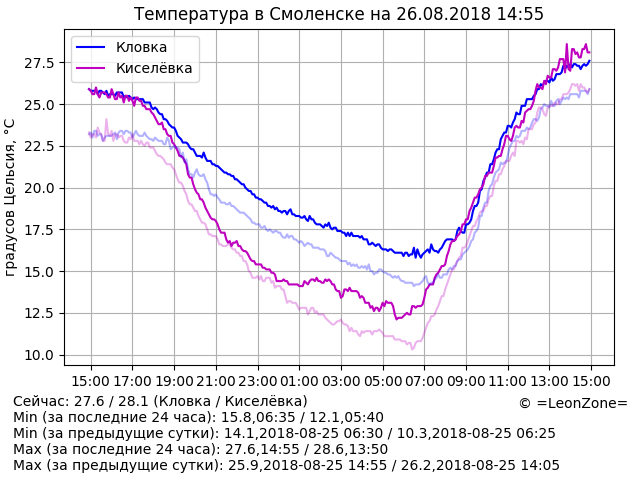 Температура в Смоленске на 26.08.2018 14:55
Кловка
Киселёвка
градусов Цельсия, °C
27.5
25.0
22.5
20.0
17.5
15.0
12.5
10.0
15:00 17:00 19:00 21:00 23:00 01:00 03:00 05:00 07:00 09:00 11:00 13:00 15:00
Сейчас: 27.6 / 28.1 (Кловка / Киселёвка)
© =LeonZone=
Min (за последние 24 часа): 15.8,06:35 / 12.1,05:40
Min (за предыдущие сутки): 14.1,2018-08-25 06:30 / 10.3,2018-08-25 06:25
Max (за последние 24 часа): 27.6,14:55 / 28.6,13:50
Max (за предыдущие сутки): 25.9,2018-08-25 14:55 / 26.2,2018-08-25 14:05